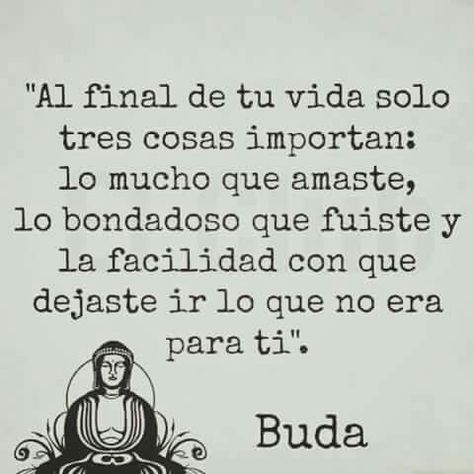 "Al final de tu vida solo
tres cosas importan:
lo mucho que amaste,
lo bondadoso que fuiste y
la facilidad con que
dejaste ir lo que no era
para ti".
Buda